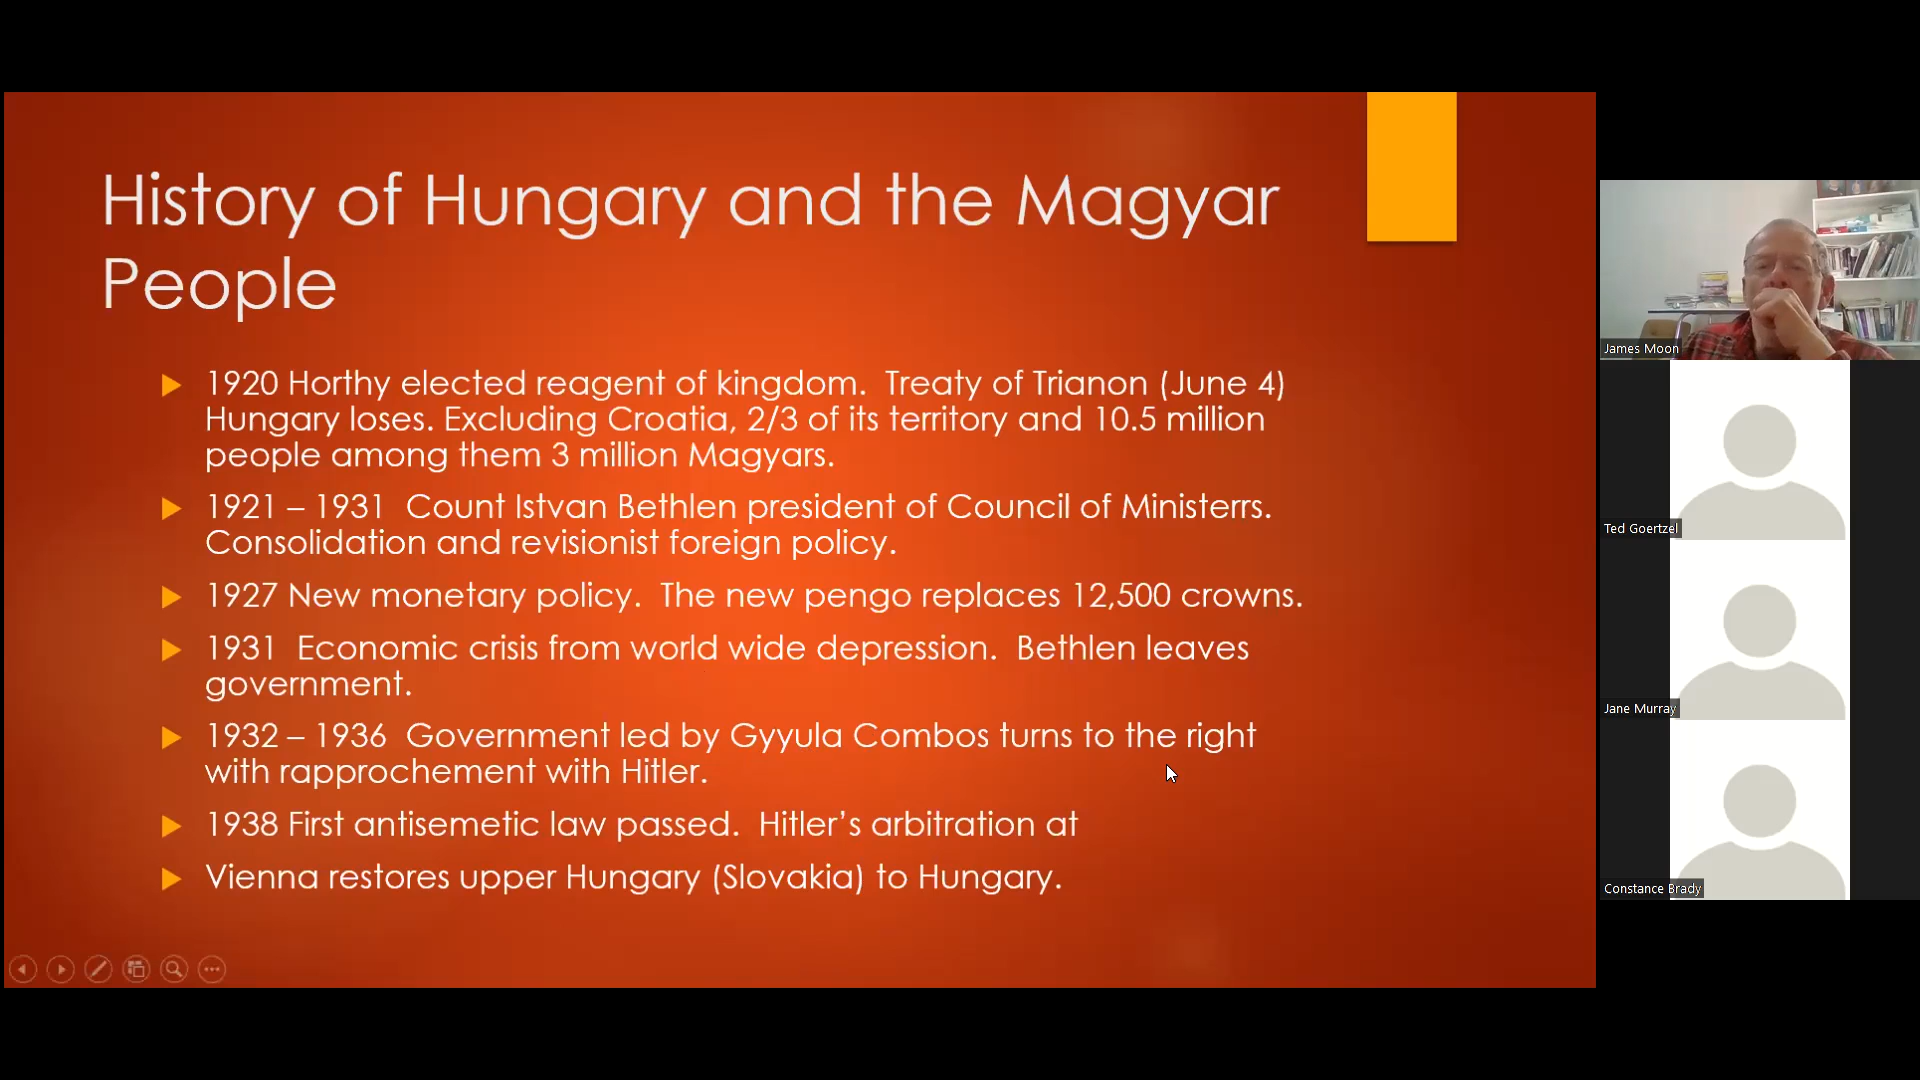 History of Hungary and the Magyar
People
1920 Horthy elected reagent of kingdom.  Treaty of Trianon (June 4)
Hungary loses. Excluding Croatia, 2/3 of its territory and 10.5 million
people among them 3 million Magyars.
1921 – 1931  Count Istvan Bethlen president of Council of Ministerrs.
Consolidation and revisionist foreign policy.
1927 New monetary policy.  The new pengo replaces 12,500 crowns.
1931  Economic crisis from world wide depression.  Bethlen leaves
government.
1932 – 1936  Government led by Gyyula Combos turns to the right
with rapprochement with Hitler.
1938 First antisemetic law passed.  Hitler’s arbitration at
Vienna restores upper Hungary (Slovakia) to Hungary.
James Moon
Ted Goertzel
Jane Murray
Constance Brady